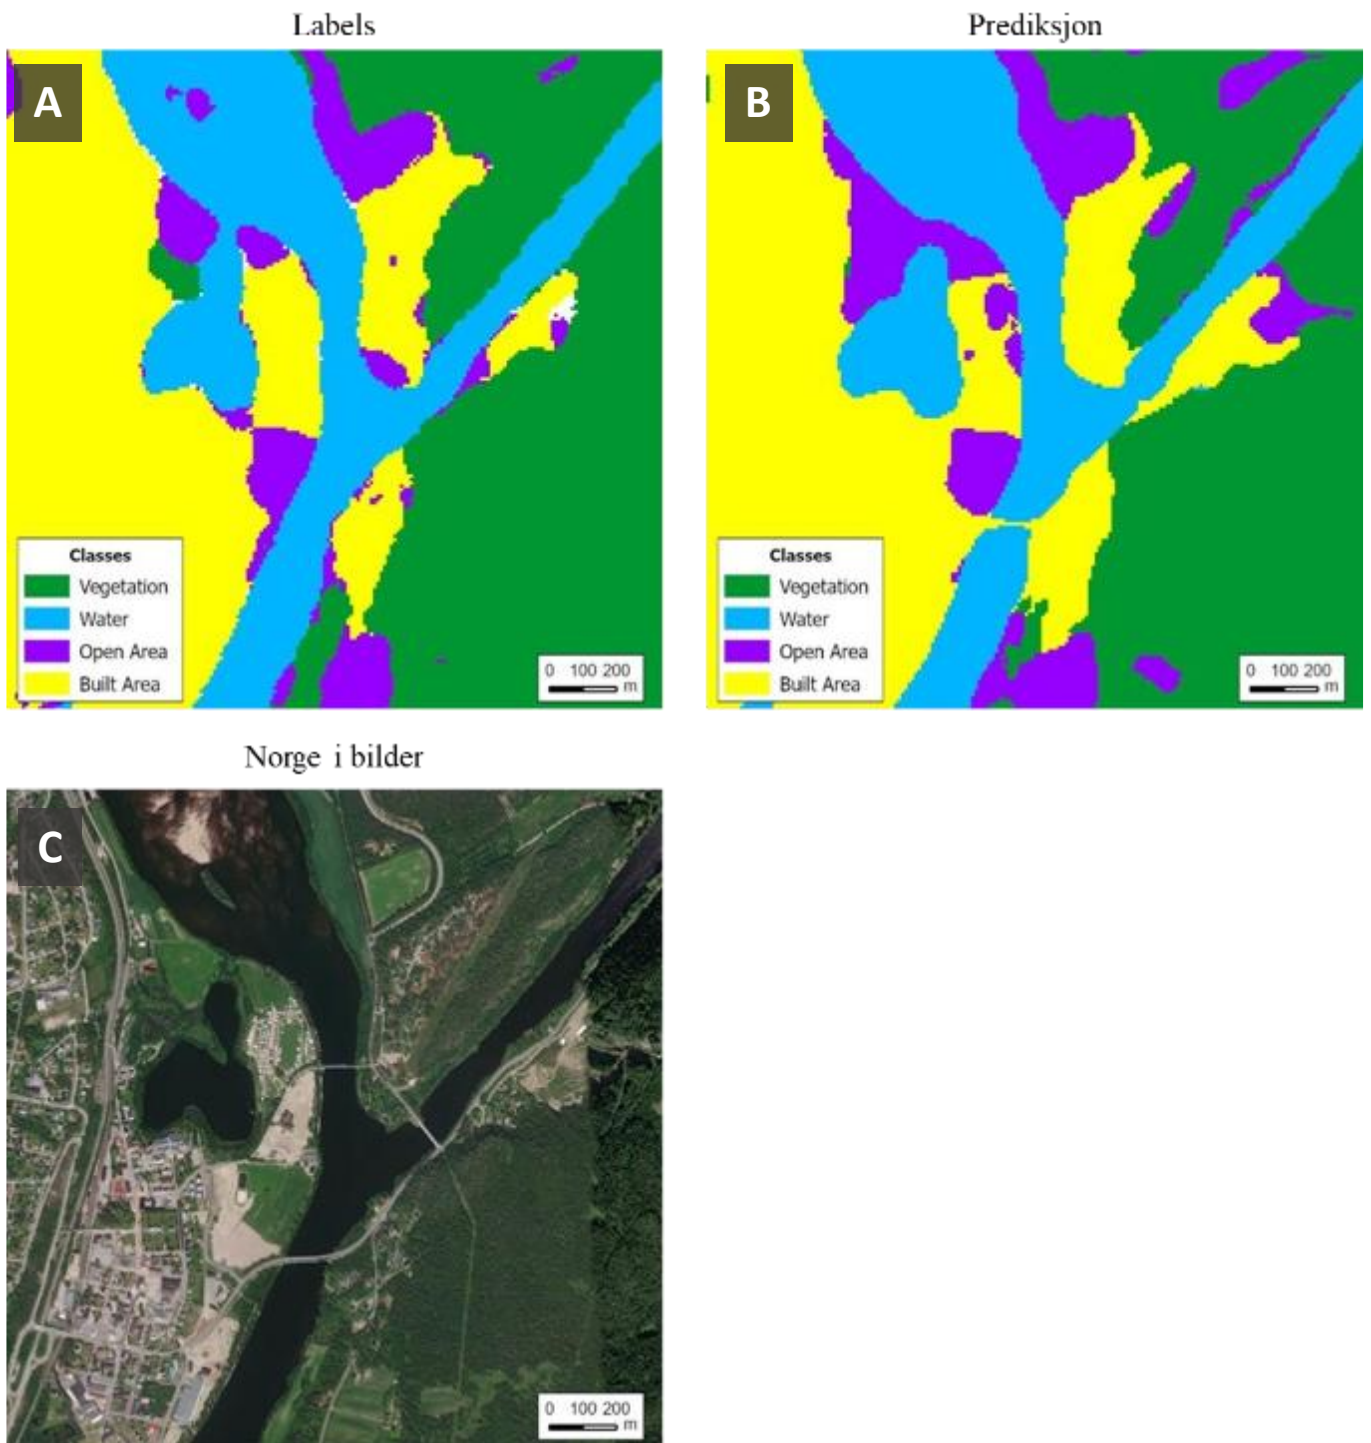 Labels
Prediksjon
A
B
Classes
Vegetation
Water
Open Area
Built Area
0 100 200
m
Classes
Vegetation
Water
Open Area
Built Area
0 100 200
m
Norge i bilder
C
0 100 200
m